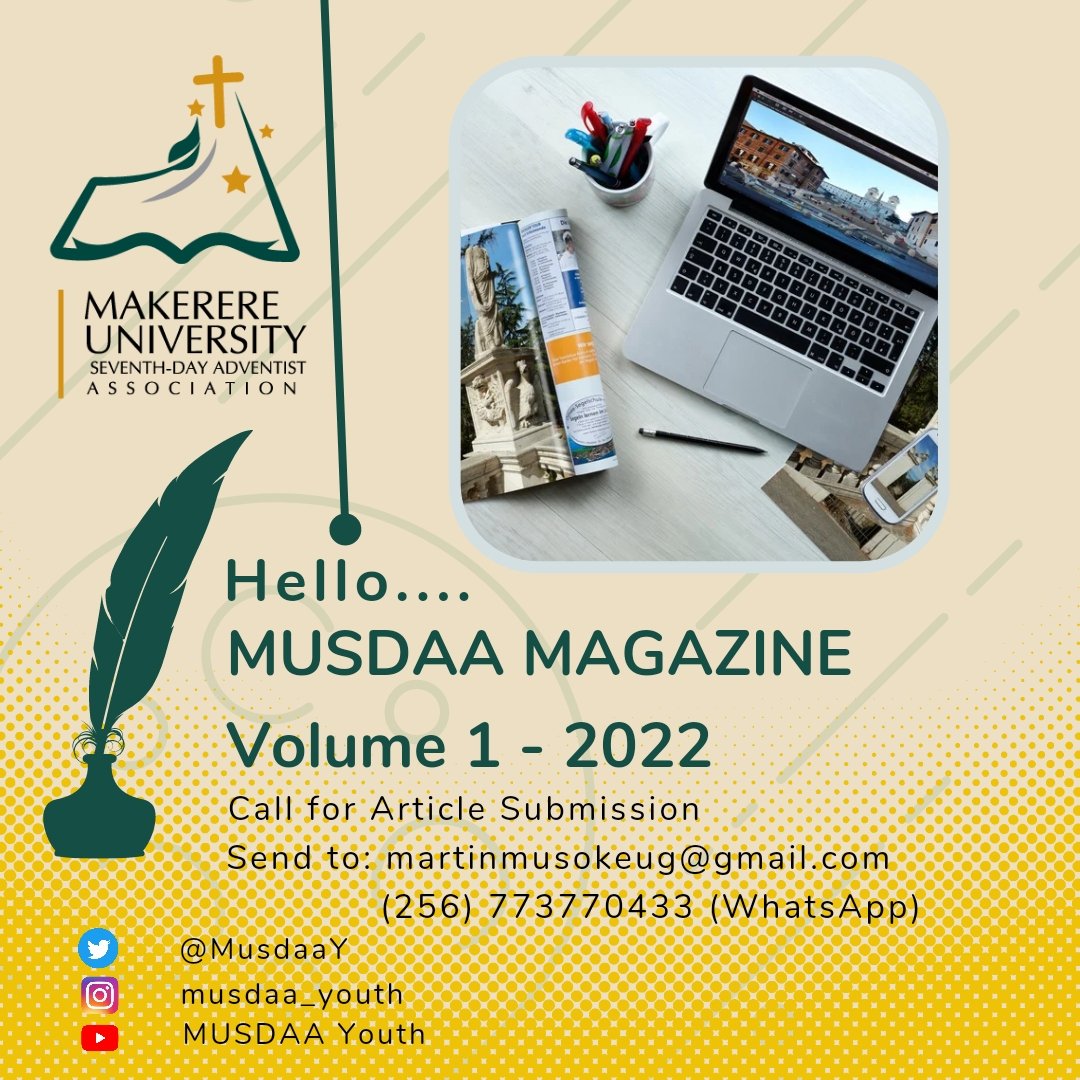 MAKERERE
UNIVERSITY
SEVENTH-DAY ADVENTIST
ASSOCIATION
Hello....
MUSDAA MAGAZINE
Volume 1 - 2022
Call for Article Submission
Send to: martinmusokeug@gmail.com
(256) 773770433 (WhatsApp)
@MusdaaY
musdaa_youth
MUSDAA Youth